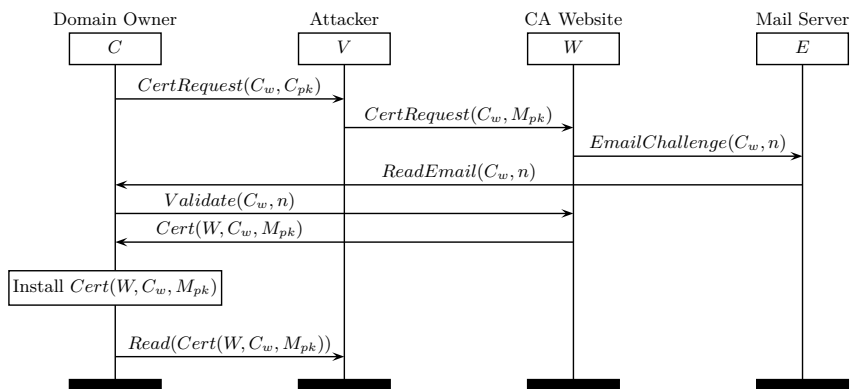 Domain Owner Attacker CA Website Mail Server
C V W E
CertRequest(C_w, C_pk)
CertRequest(C_w, M_pk)
EmailChallenge(C_w, n)
ReadEmail(C_w, n)
Validate(C_w, n)
Cert(W, C_w, M_pk)
Install Cert(W, C_w, M_pk)
Read(Cert(W, C_w, M_pk))